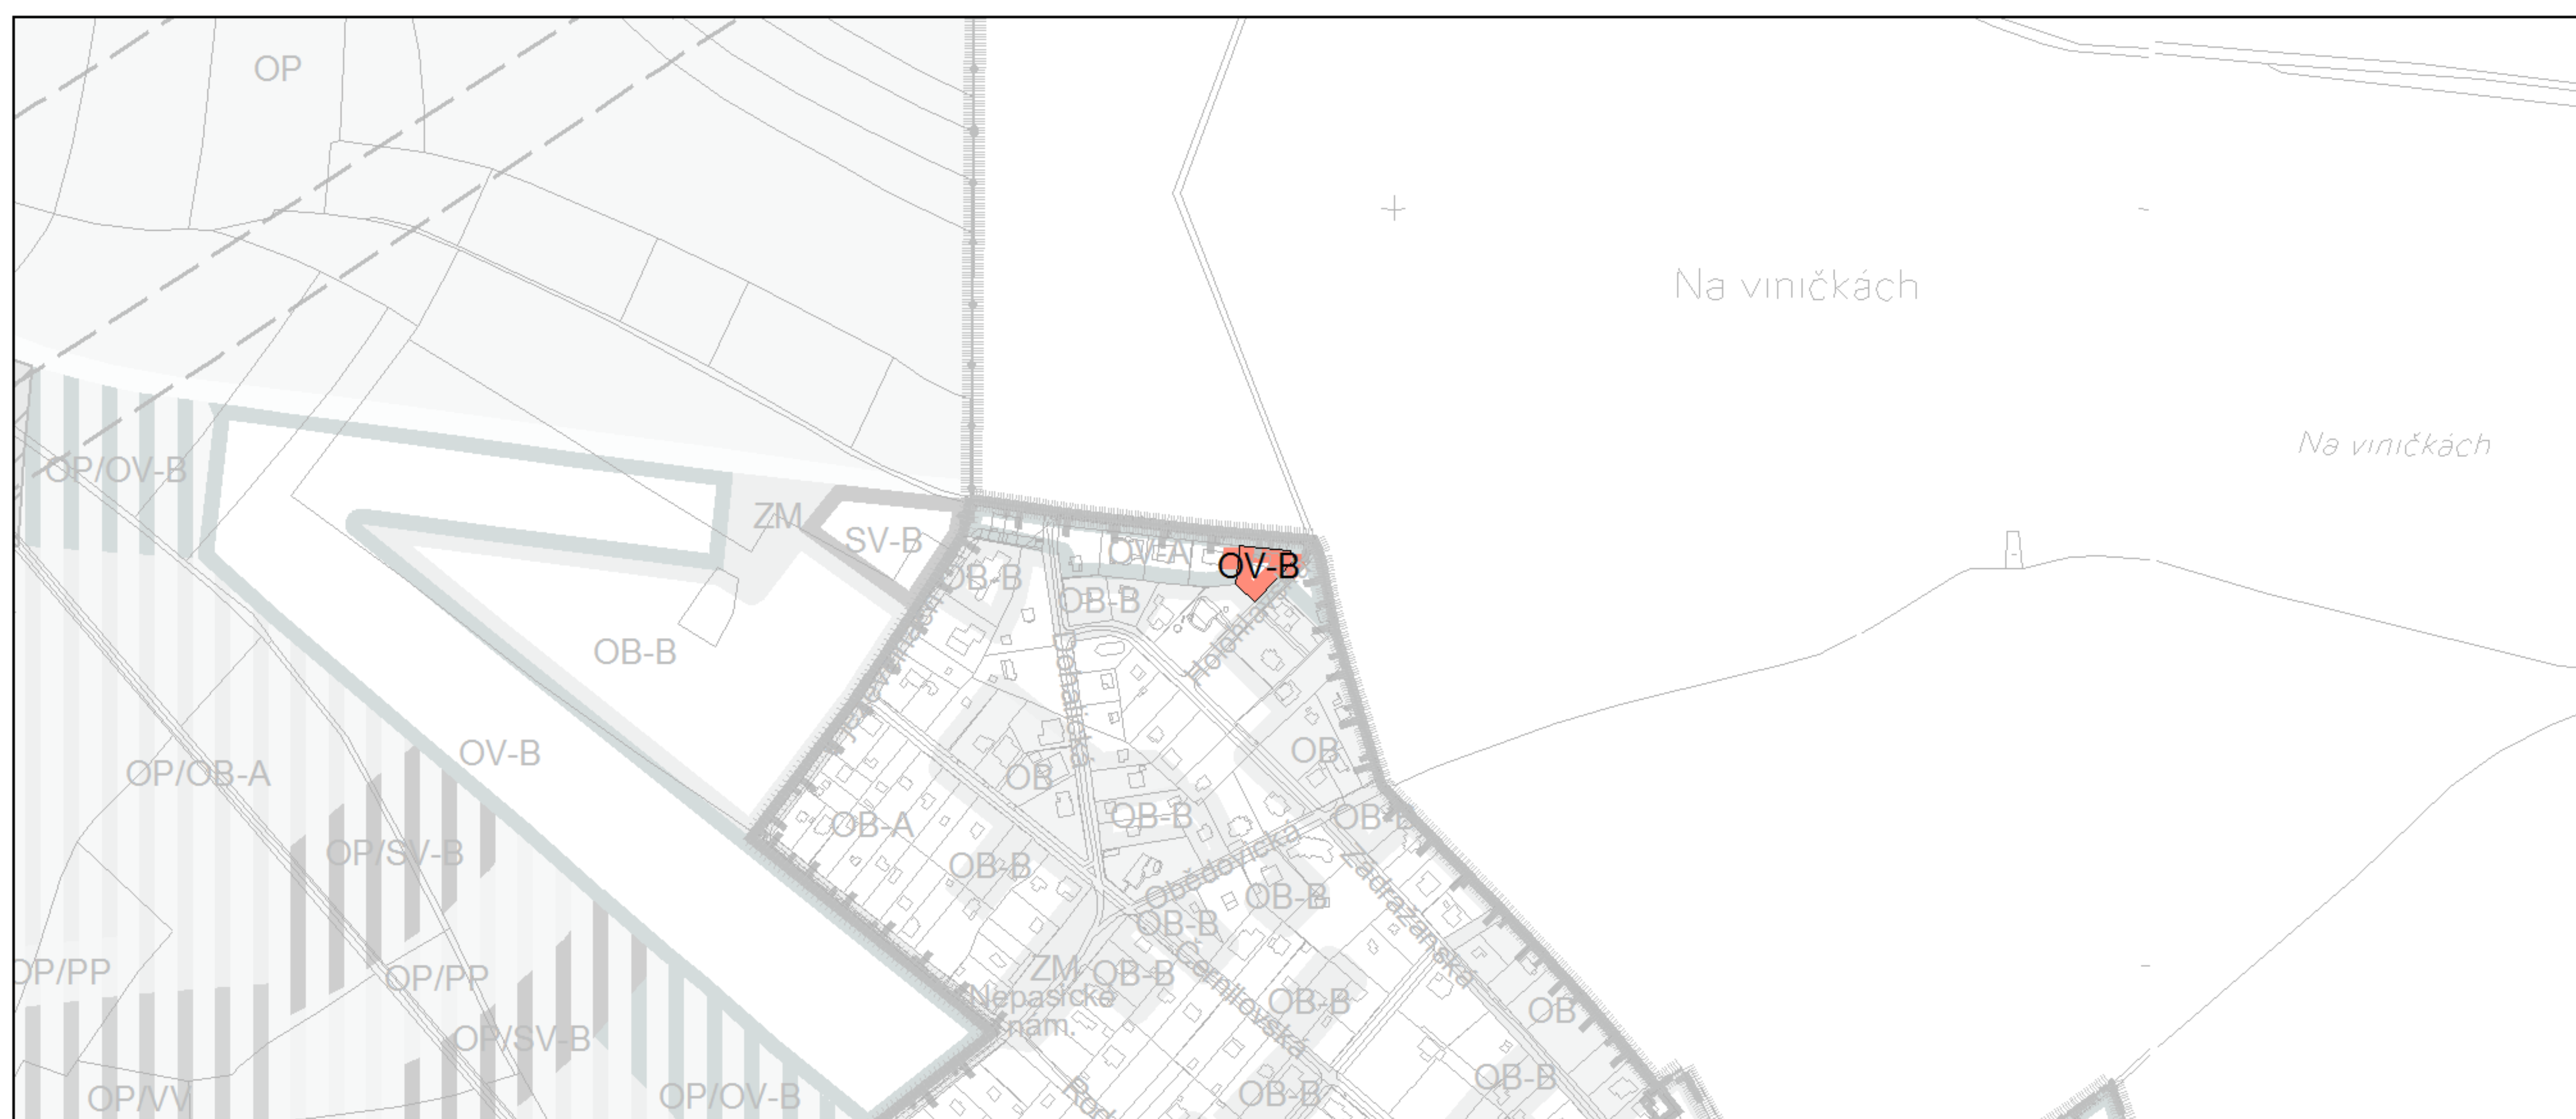 OP
Na viničkách
Na viničkách
OP/OV-B
ZM
SV-B
OV-A
OV-B
OB-B
OB-B
OB-B
Dohalická
OV-B
OB
OP/OB-A
OB
OB-B
OB-A
OP/SV-B
OB-B
Obědovická
Zádražanská
OB-B
OB-B
Černilovská
ZM
OB-B
OP/PP
OP/PP
Nepasické
nám.
OB-B
OB
OP/SV-B
OB-B
OP/VV
OP/OV-B
OB-B